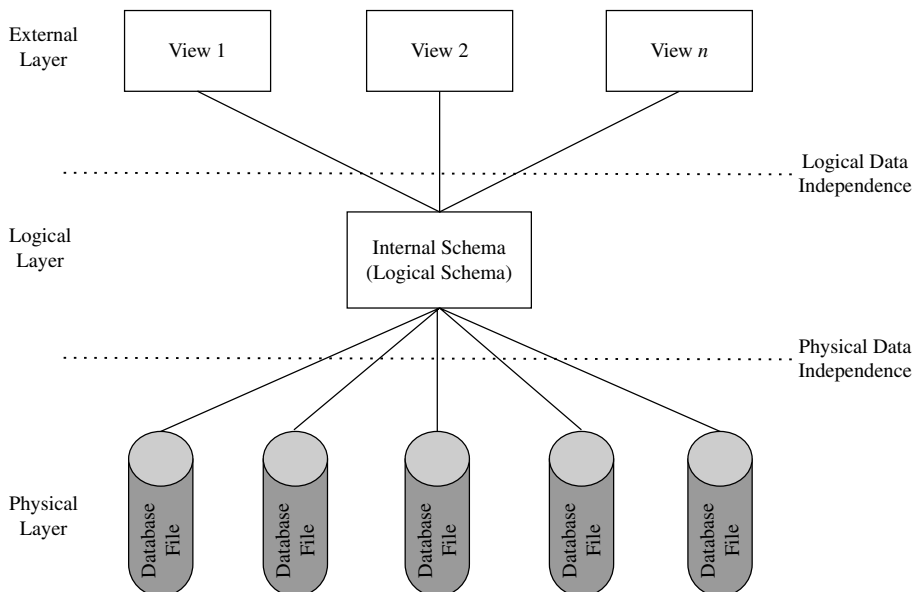 External
Layer
View 1
View 2
View n
Logical Data
Independence
Logical
Layer
Internal Schema
(Logical Schema)
Physical Data
Independence
Physical
Layer
Database
File
Database
File
Database
File
Database
File
Database
File